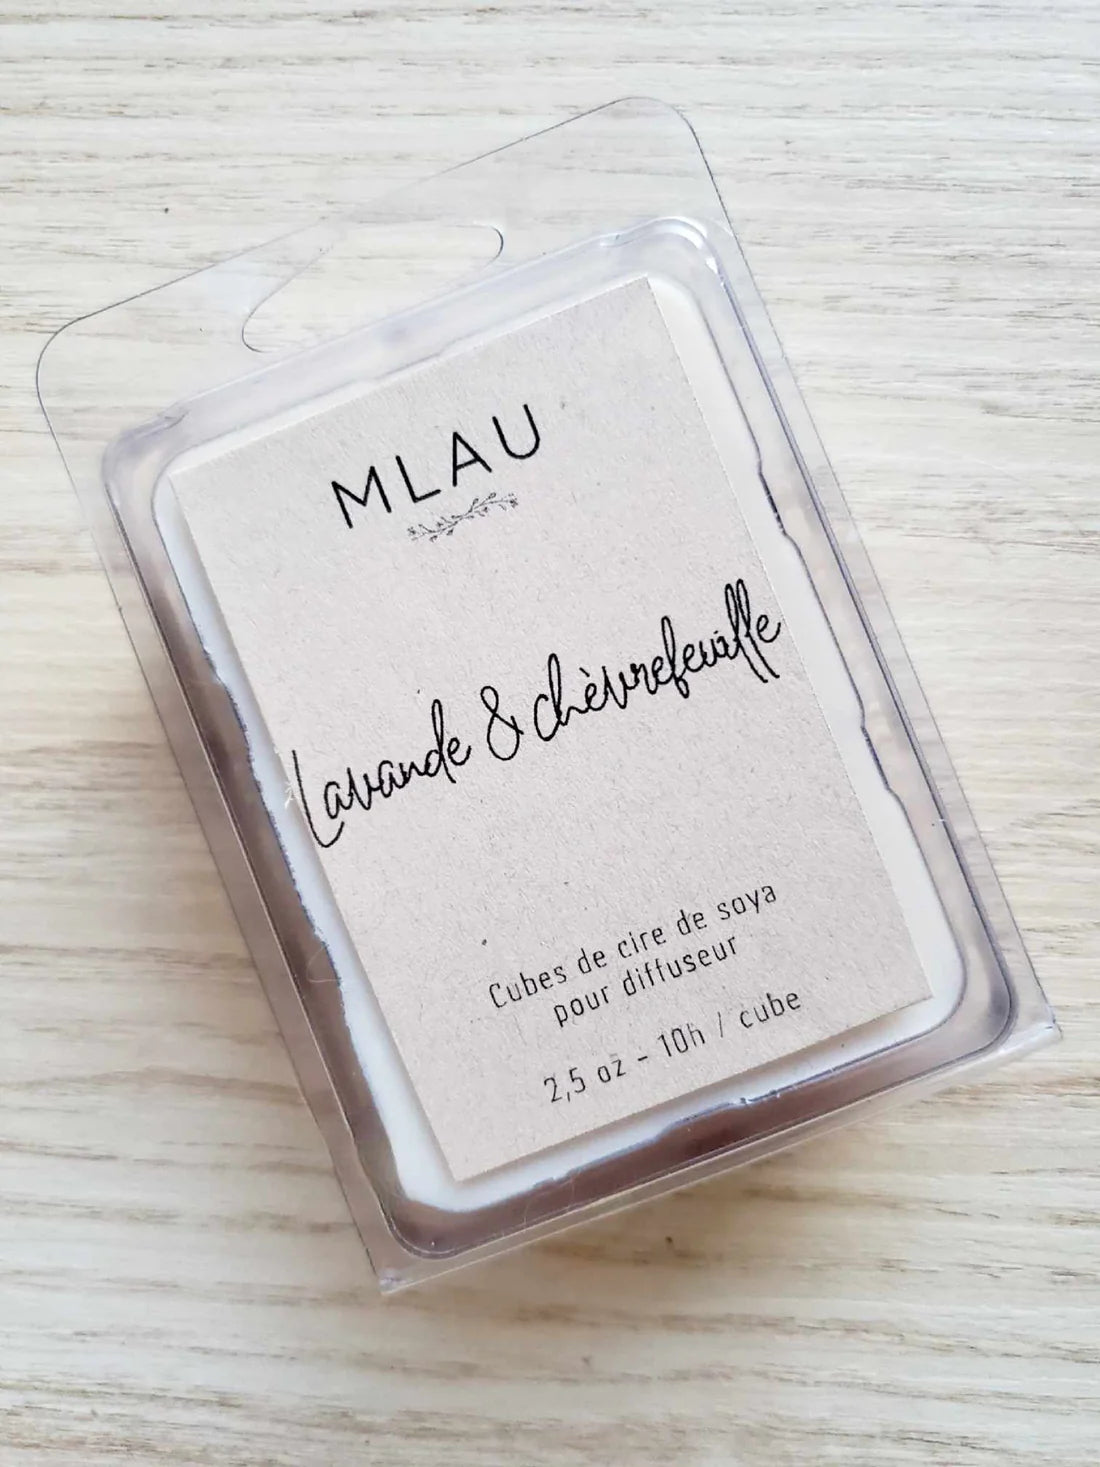 MLAU
Lavande & chèvrefeuille
Cubes de cire de soya
pour diffuseur
2,5 oz - 10h / cube